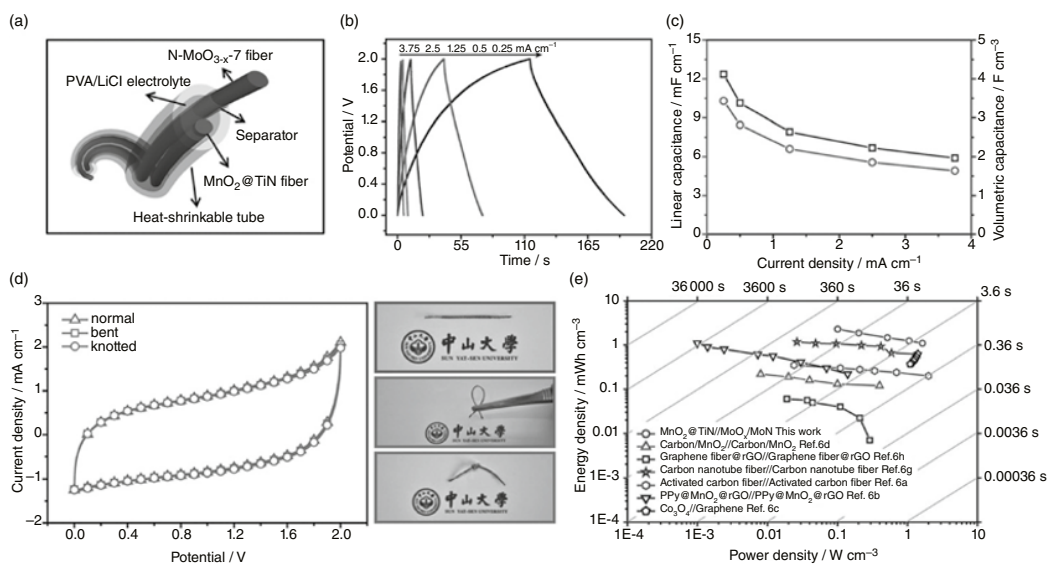 (a)
N-MoO₃₋ₓ-7 fiber
PVA/LiCl electrolyte
Separator
MnO₂@TiN fiber
Heat-shrinkable tube
(b)
3.75 2.5 1.25 0.5 0.25 mA cm⁻¹
2.0
1.6
1.2
0.8
0.4
0.0
Potential / V
0 55 110 165 220
Time / s
(c)
15
12
9
6
3
0
Linear capacitance / mF cm⁻¹
5
4
3
2
1
0
Volumetric capacitance / F cm⁻³
0 1 2 3 4
Current density / mA cm⁻¹
(d)
3
2
1
0
−1
−2
Current density / mA cm⁻¹
normal
bent
knotted
0.0 0.4 0.8 1.2 1.6 2.0
Potential / V
中山大學
SUN YAT-SEN UNIVERSITY
中山大學
SUN YAT-SEN UNIVERSITY
中山大學
SUN YAT-SEN UNIVERSITY
(e)
36 000 s 3600 s 360 s 36 s 3.6 s
0.36 s
0.036 s
0.0036 s
0.00036 s
10
1
0.1
0.01
1E-3
1E-4
Energy density / mWh cm⁻³
MnO₂@TiN//MoOₓ/MoN This work
Carbon/MnO₂//Carbon/MnO₂ Ref.6d
Graphene fiber@rGO//Graphene fiber@rGO Ref.6h
Carbon nanotube fiber//Carbon nanotube fiber Ref.6g
Activated carbon fiber//Activated carbon fiber Ref. 6a
PPy@MnO₂@rGO//PPy@MnO₂@rGO Ref. 6b
Co₃O₄//Graphene Ref. 6c
1E-4 1E-3 0.01 0.1 1 10
Power density / W cm⁻³